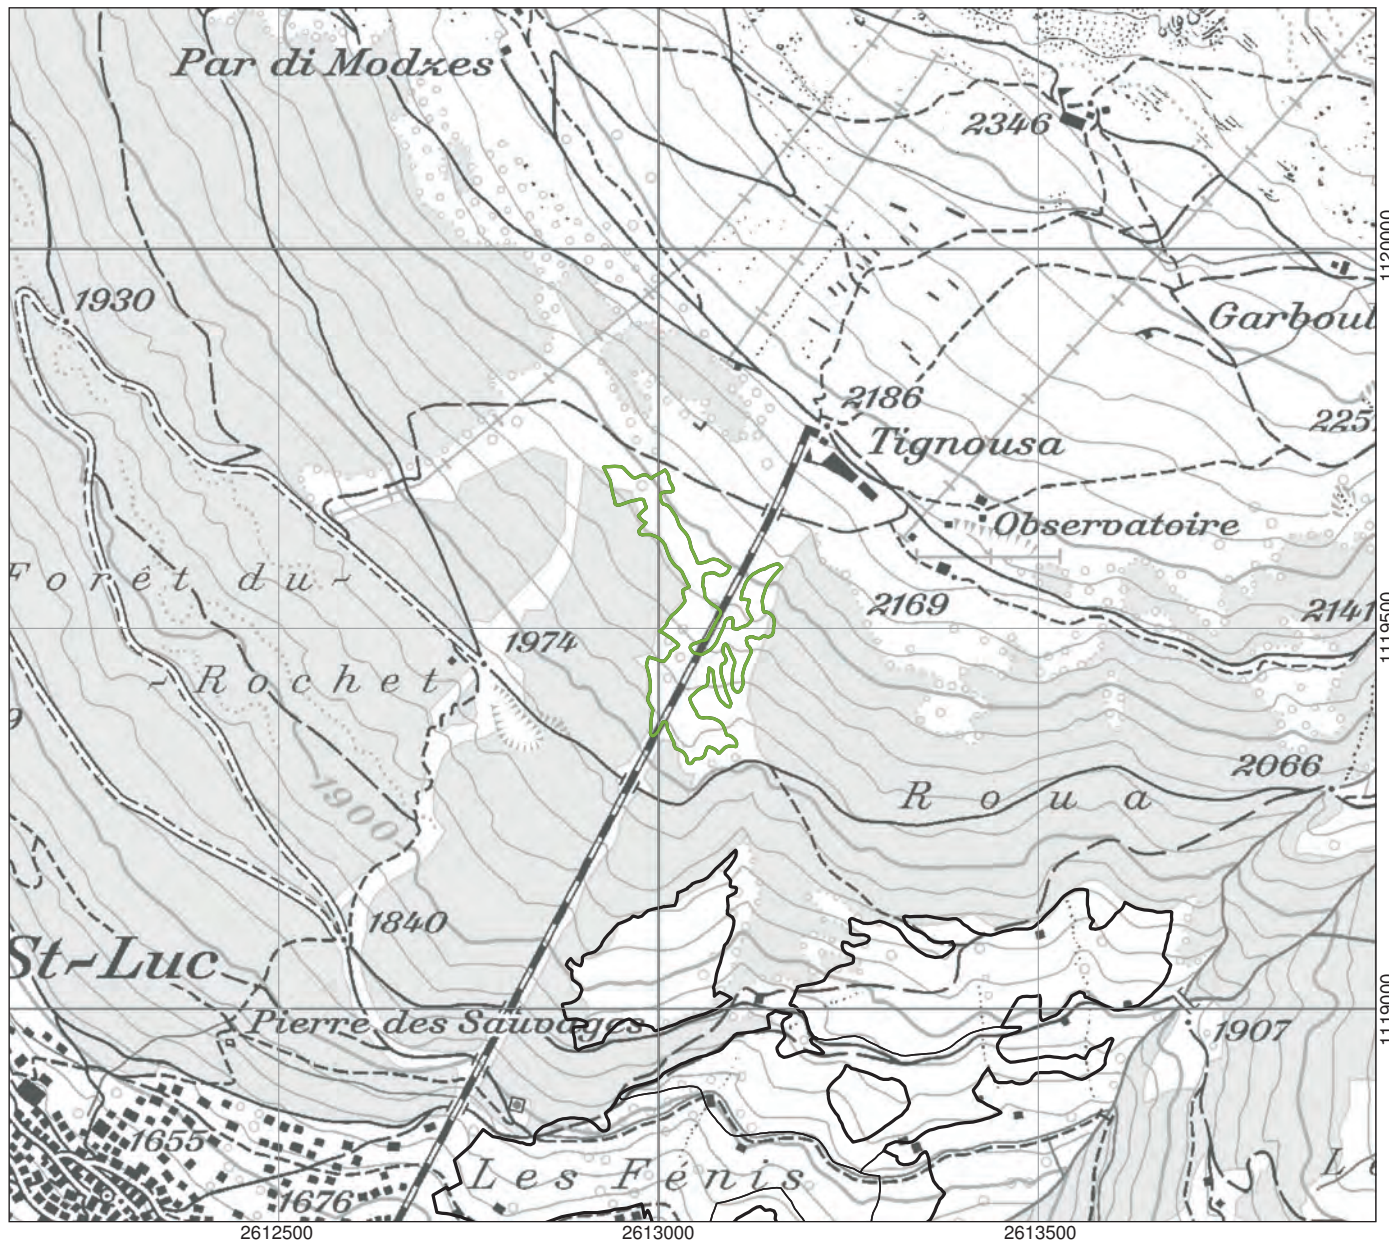 Par di Modzes
2346
1120000
1930
Garboul
2186
225
Tignousa
Observatoire
Forêt du-
2169
2141
1119500
1974
-Rochet
9
2066
1900
Roua
1840
St-Luc
1119000
Pierre des Sauvages
1907
1655
Les Fénis
L
1676
2612500
2613000
2613500